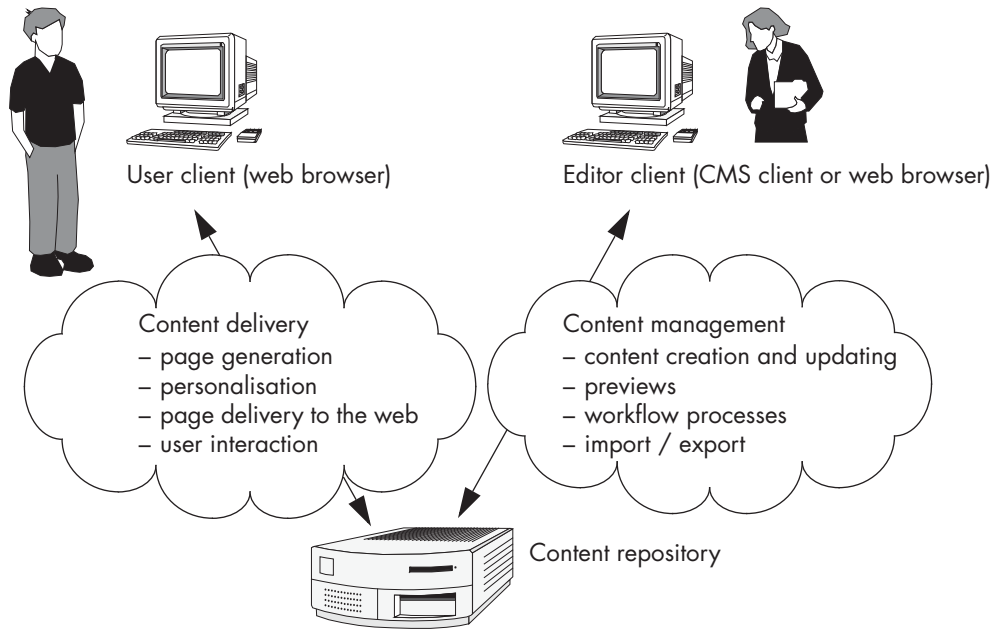 User client (web browser)
Editor client (CMS client or web browser)
Content delivery
– page generation
– personalisation
– page delivery to the web
– user interaction
Content management
– content creation and updating
– previews
– workflow processes
– import / export
Content repository